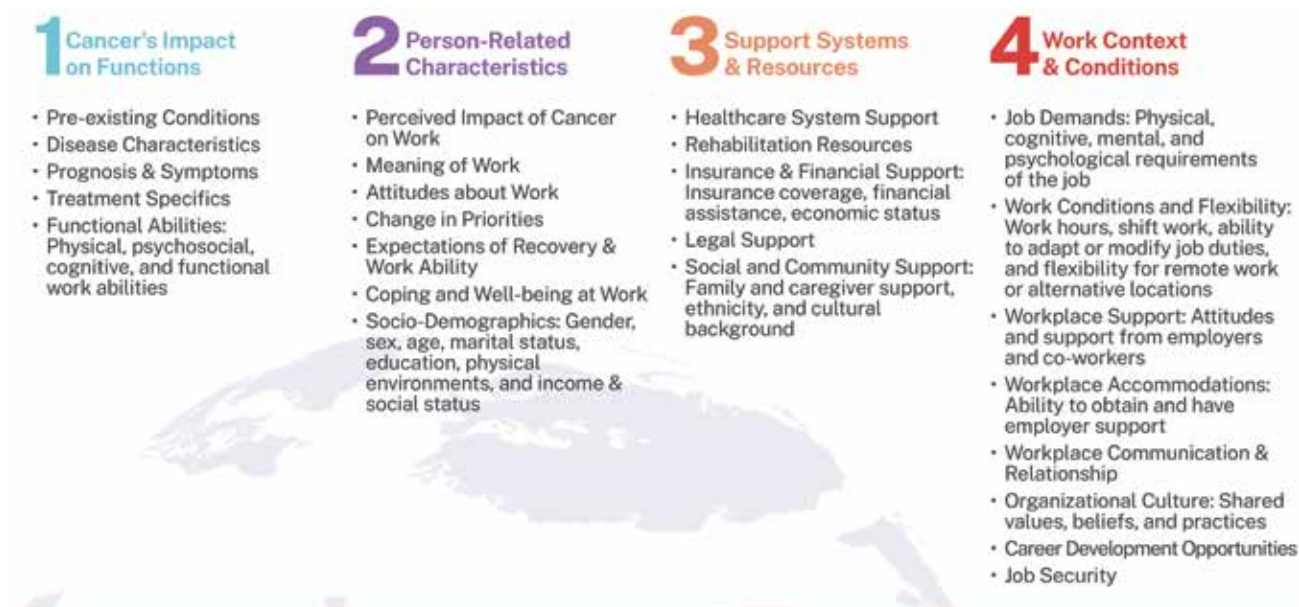 1 Cancer's Impact
on Functions
• Pre-existing Conditions
• Disease Characteristics
• Prognosis & Symptoms
• Treatment Specifics
• Functional Abilities:
Physical, psychosocial,
cognitive, and functional
work abilities
2 Person-Related
Characteristics
• Perceived Impact of Cancer
on Work
• Meaning of Work
• Attitudes about Work
• Change in Priorities
• Expectations of Recovery &
Work Ability
• Coping and Well-being at Work
• Socio-Demographics: Gender,
sex, age, marital status,
education, physical
environments, and income &
social status
3 Support Systems
& Resources
• Healthcare System Support
• Rehabilitation Resources
• Insurance & Financial Support:
Insurance coverage, financial
assistance, economic status
• Legal Support
• Social and Community Support:
Family and caregiver support,
ethnicity, and cultural
background
4 Work Context
& Conditions
• Job Demands: Physical,
cognitive, mental, and
psychological requirements
of the job
• Work Conditions and Flexibility:
Work hours, shift work, ability
to adapt or modify job duties,
and flexibility for remote work
or alternative locations
• Workplace Support: Attitudes
and support from employers
and co-workers
• Workplace Accommodations:
Ability to obtain and have
employer support
• Workplace Communication &
Relationship
• Organizational Culture: Shared
values, beliefs, and practices
• Career Development Opportunities
• Job Security